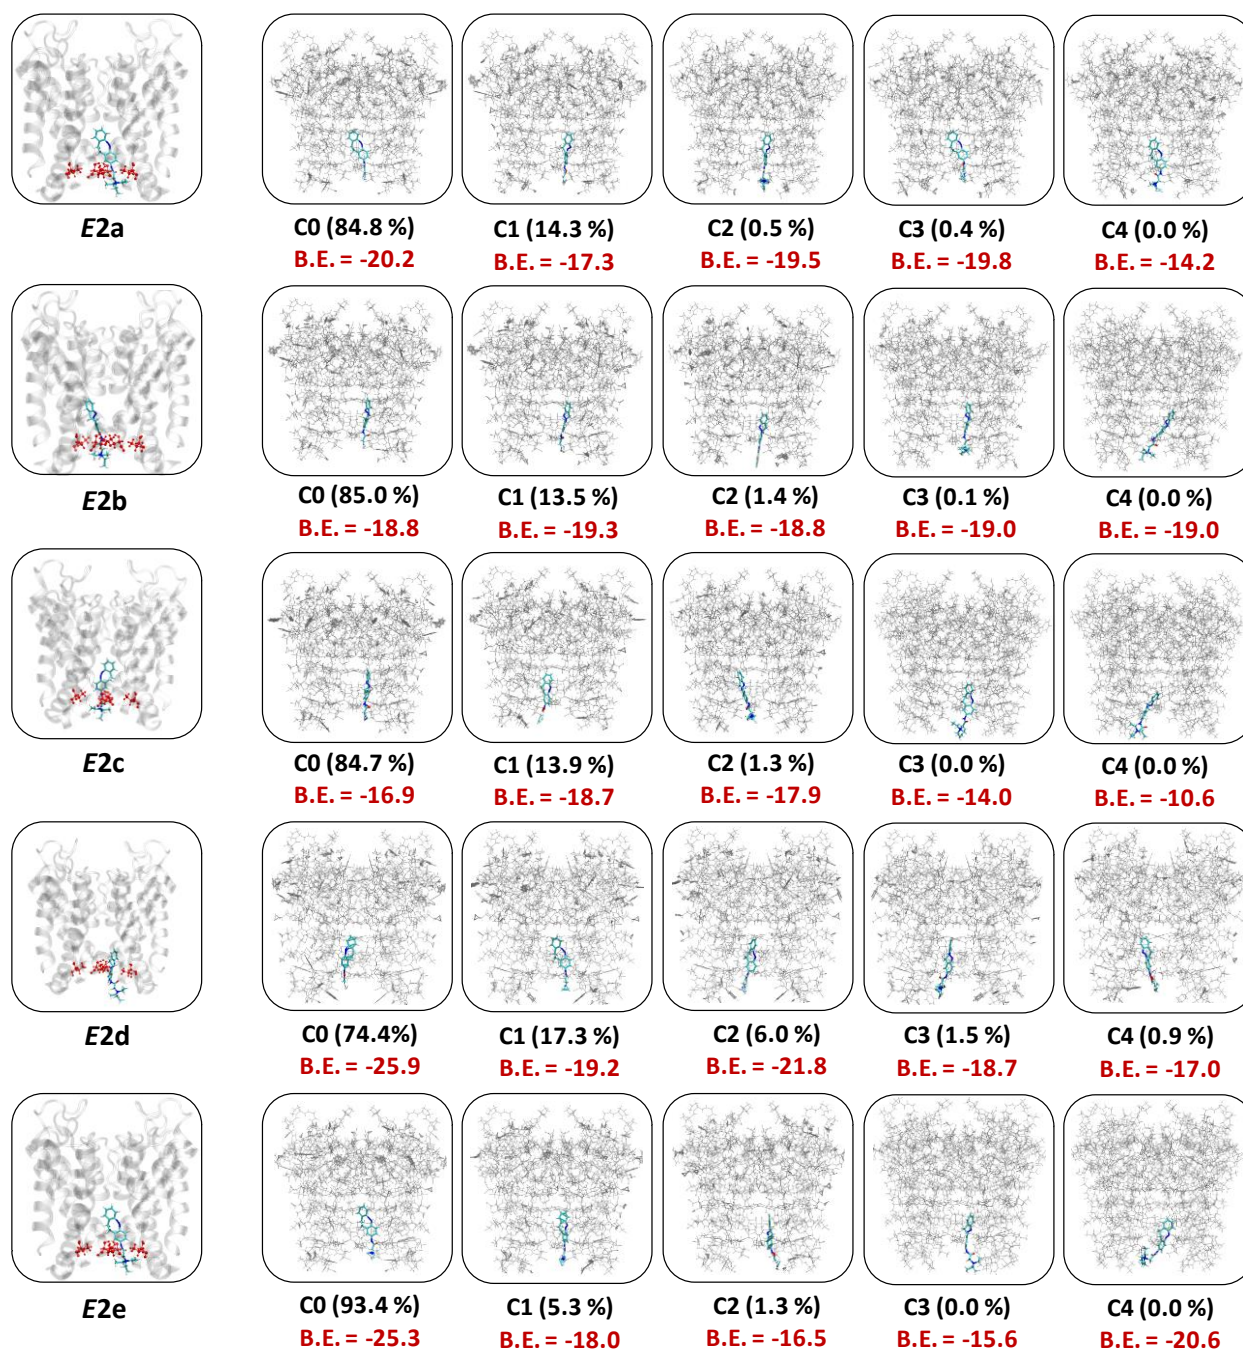 E2a
C0 (84.8 %)
B.E. = -20.2
C1 (14.3 %)
B.E. = -17.3
C2 (0.5 %)
B.E. = -19.5
C3 (0.4 %)
B.E. = -19.8
C4 (0.0 %)
B.E. = -14.2
E2b
C0 (85.0 %)
B.E. = -18.8
C1 (13.5 %)
B.E. = -19.3
C2 (1.4 %)
B.E. = -18.8
C3 (0.1 %)
B.E. = -19.0
C4 (0.0 %)
B.E. = -19.0
E2c
C0 (84.7 %)
B.E. = -16.9
C1 (13.9 %)
B.E. = -18.7
C2 (1.3 %)
B.E. = -17.9
C3 (0.0 %)
B.E. = -14.0
C4 (0.0 %)
B.E. = -10.6
E2d
C0 (74.4%)
B.E. = -25.9
C1 (17.3 %)
B.E. = -19.2
C2 (6.0 %)
B.E. = -21.8
C3 (1.5 %)
B.E. = -18.7
C4 (0.9 %)
B.E. = -17.0
E2e
C0 (93.4 %)
B.E. = -25.3
C1 (5.3 %)
B.E. = -18.0
C2 (1.3 %)
B.E. = -16.5
C3 (0.0 %)
B.E. = -15.6
C4 (0.0 %)
B.E. = -20.6